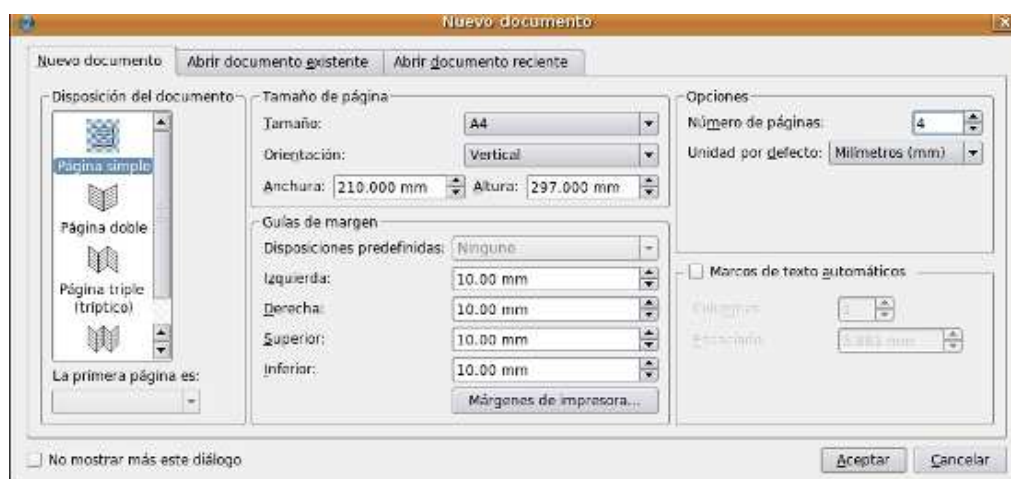 Nuevo documento
Nuevo documento
Abrir documento existente
Abrir documento reciente
Disposición del documento
Página simple
Página doble
Página triple
(tríptico)
La primera página es:
Tamaño de página
Tamaño:
A4
Orientación:
Vertical
Anchura: 210.000 mm Altura: 297.000 mm
Guías de margen
Disposiciones predefinidas: Ninguno
Izquierda: 10.00 mm
Derecha: 10.00 mm
Superior: 10.00 mm
Inferior: 10.00 mm
Márgenes de impresora...
Opciones
Número de páginas: 4
Unidad por defecto: Milímetros (mm)
Marcos de texto automáticos
No mostrar más este diálogo
Aceptar
Cancelar